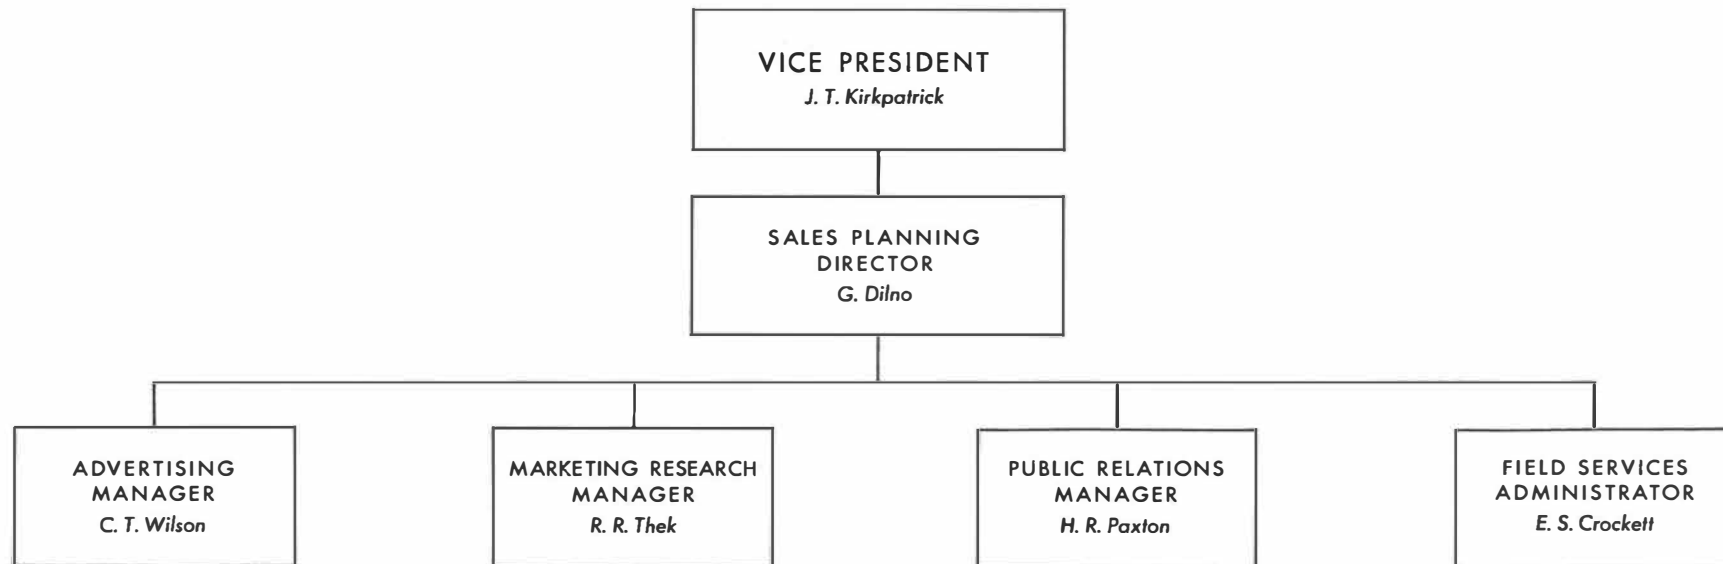 VICE PRESIDENT
J. T. Kirkpatrick
SALES PLANNING
DIRECTOR
G. Dilno
ADVERTISING
MANAGER
C. T. Wilson
MARKETING RESEARCH
MANAGER
R. R. Thek
PUBLIC RELATIONS
MANAGER
H. R. Paxton
FIELD SERVICES
ADMINISTRATOR
E. S. Crockett